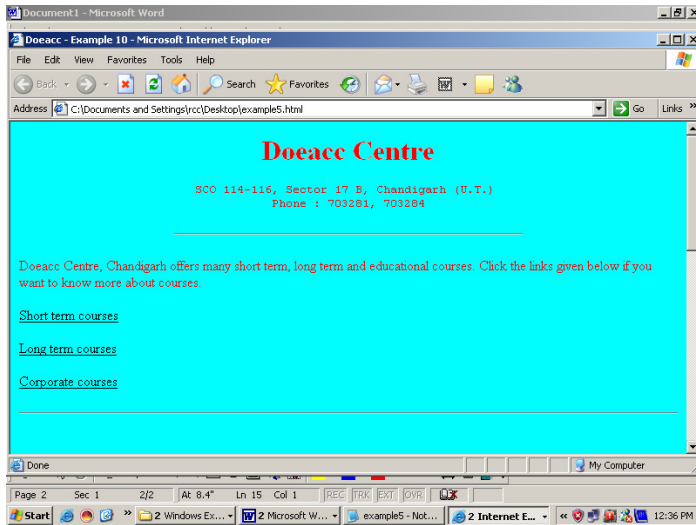 Document1 - Microsoft Word
Doeacc - Example 10 - Microsoft Internet Explorer
File Edit View Favorites Tools Help
Back Search Favorites
Address C:\Documents and Settings\rcc\Desktop\example5.html Go Links »
Doeacc Centre
SCO 114-116, Sector 17 B, Chandigarh (U.T.)
Phone : 703281, 703284
Doeacc Centre, Chandigarh offers many short term, long term and educational courses. Click the links given below if you
want to know more about courses.
Short term courses
Long term courses
Corporate courses
Done My Computer
Page 2 Sec 1 2/2 At 8.4" Ln 15 Col 1 REC TRK EXT OVR
Start » 2 Windows Ex... 2 Microsoft W... example5 - Not... 2 Internet E... « 12:36 PM